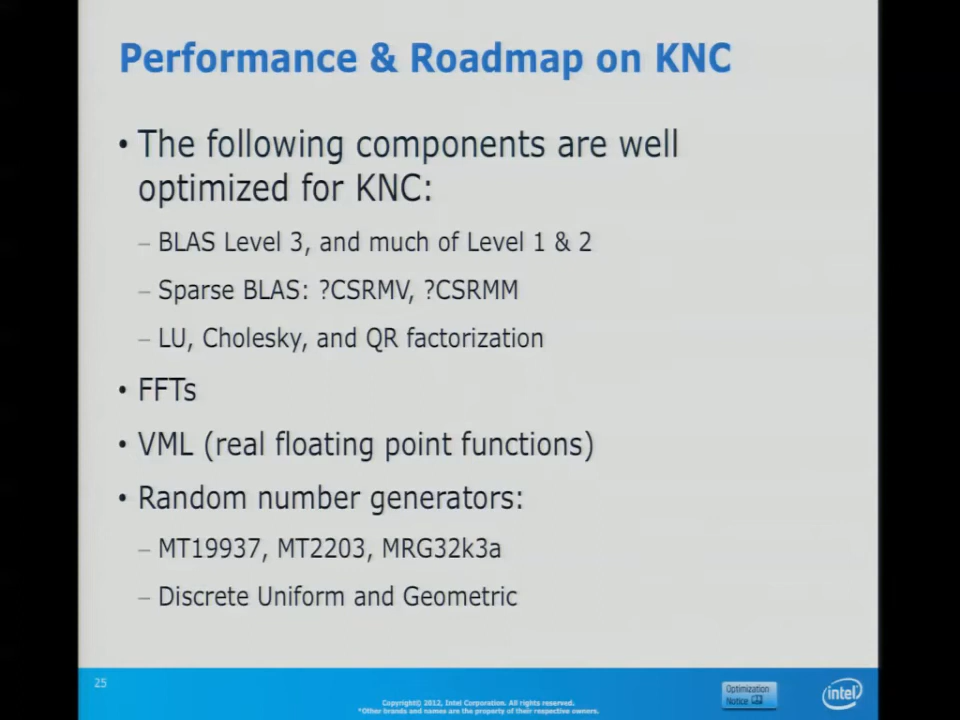 Performance & Roadmap on KNC
• The following components are well
optimized for KNC:
– BLAS Level 3, and much of Level 1 & 2
– Sparse BLAS: ?CSRMV, ?CSRMM
– LU, Cholesky, and QR factorization
• FFTs
• VML (real floating point functions)
• Random number generators:
– MT19937, MT2203, MRG32k3a
– Discrete Uniform and Geometric
25
Copyright© 2012, Intel Corporation. All rights reserved.
*Other brands and names are the property of their respective owners.
Optimization
Notice
intel